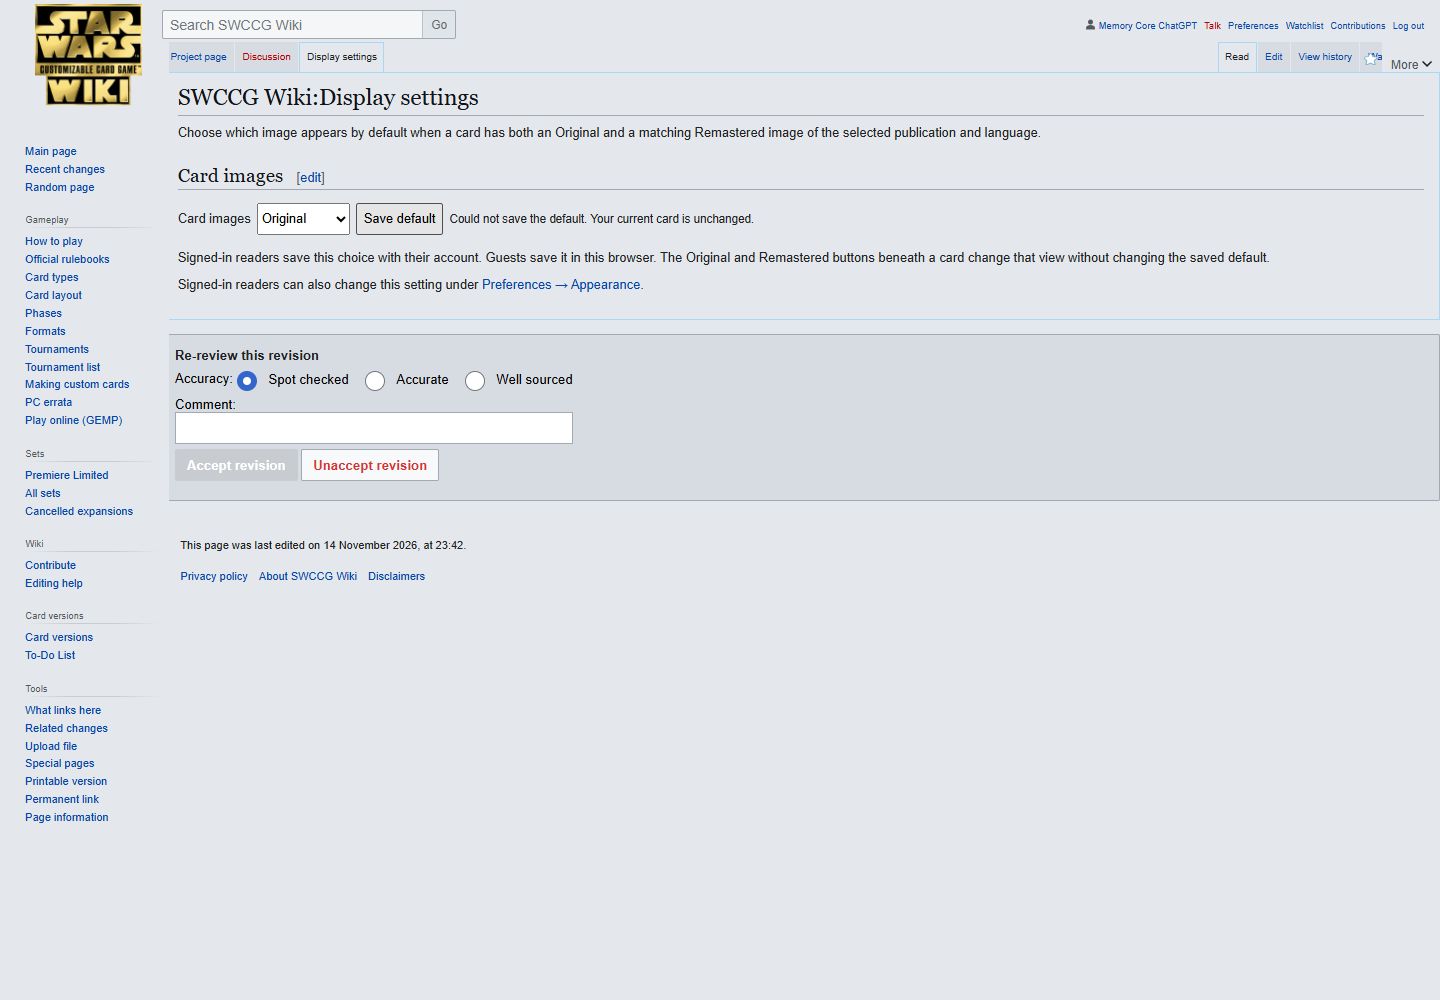 STAR WARS
CUSTOMIZABLE CARD GAME
WIKI
Search SWCCG Wiki
Go
Memory Core ChatGPT Talk Preferences Watchlist Contributions Log out
Project page Discussion Display settings
Read Edit View history
More
SWCCG Wiki:Display settings
Choose which image appears by default when a card has both an Original and a matching Remastered image of the selected publication and language.
Card images [edit]
Card images Original Save default Could not save the default. Your current card is unchanged.
Signed-in readers save this choice with their account. Guests save it in this browser. The Original and Remastered buttons beneath a card change that view without changing the saved default.
Signed-in readers can also change this setting under Preferences → Appearance.
Re-review this revision
Accuracy: Spot checked Accurate Well sourced
Comment:
Accept revision Unaccept revision
This page was last edited on 14 November 2026, at 23:42.
Privacy policy About SWCCG Wiki Disclaimers
Main page
Recent changes
Random page
Gameplay
How to play
Official rulebooks
Card types
Card layout
Phases
Formats
Tournaments
Tournament list
Making custom cards
PC errata
Play online (GEMP)
Sets
Premiere Limited
All sets
Cancelled expansions
Wiki
Contribute
Editing help
Card versions
Card versions
To-Do List
Tools
What links here
Related changes
Upload file
Special pages
Printable version
Permanent link
Page information